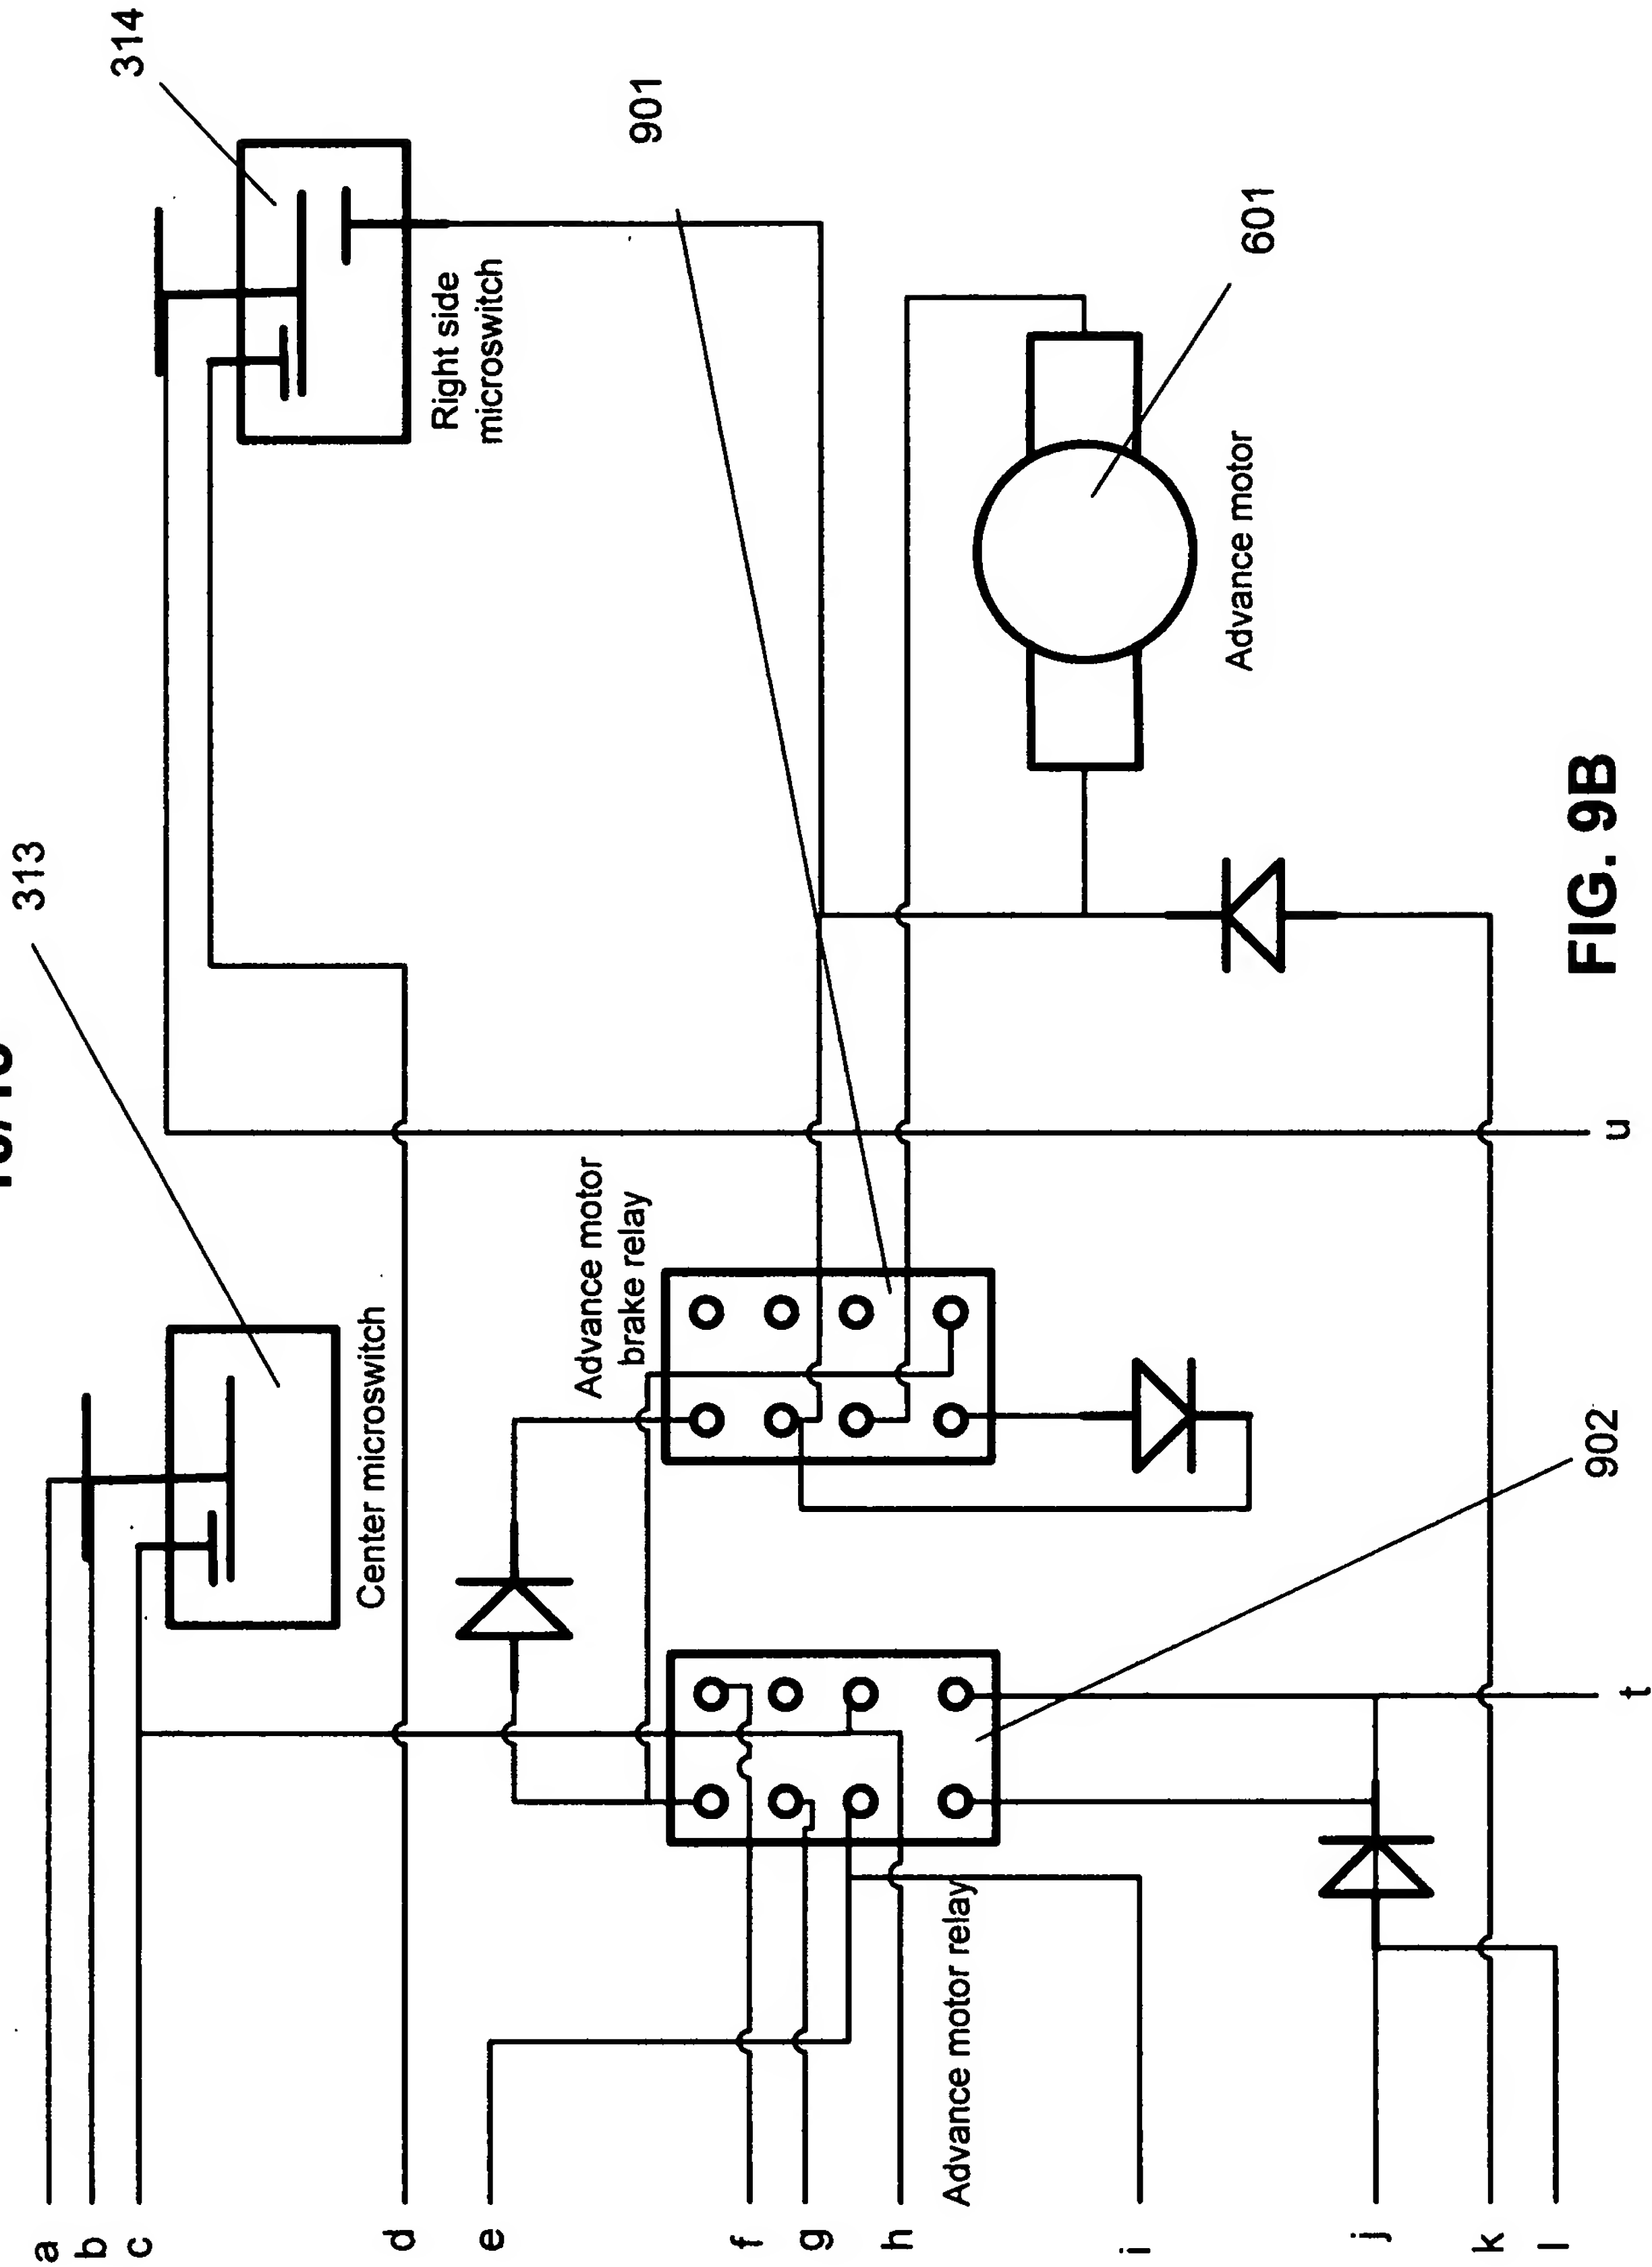 313
a
b
314
c
Center microswitch
d
Right side
microswitch
e
Advance motor
brake relay
901
f
g
h
Advance motor relay
i
Advance motor
601
j
k
l
FIG. 9B
902
u
t